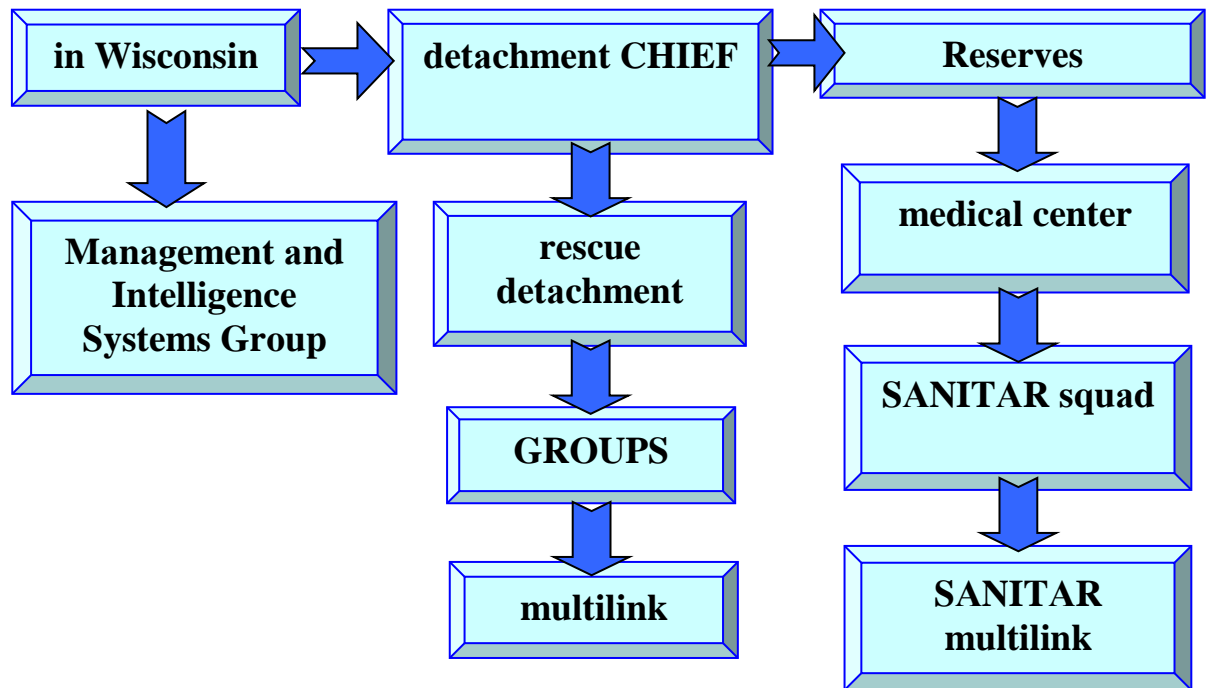 in Wisconsin
detachment CHIEF
Reserves
Management and
Intelligence
Systems Group
rescue
detachment
medical center
GROUPS
SANITAR squad
multilink
SANITAR
multilink